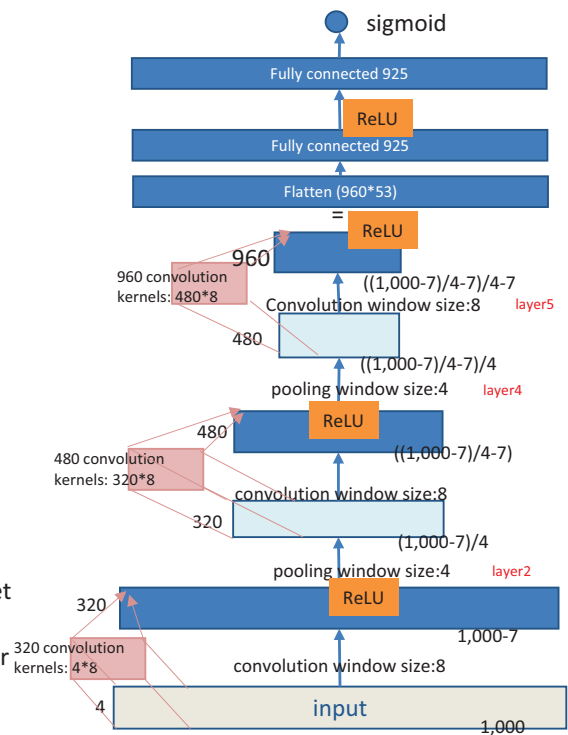 sigmoid
Fully connected 925
ReLU
Fully connected 925
Flatten (960*53)
=
ReLU
960
960 convolution
kernels: 480*8
((1,000-7)/4-7)/4-7
Convolution window size:8
layer5
480
((1,000-7)/4-7)/4
pooling window size:4
layer4
480
ReLU
480 convolution
kernels: 320*8
((1,000-7)/4-7)
convolution window size:8
320
(1,000-7)/4
pooling window size:4
layer2
et
320
ReLU
1,000-7
r
320 convolution
kernels: 4*8
convolution window size:8
4
input
1,000